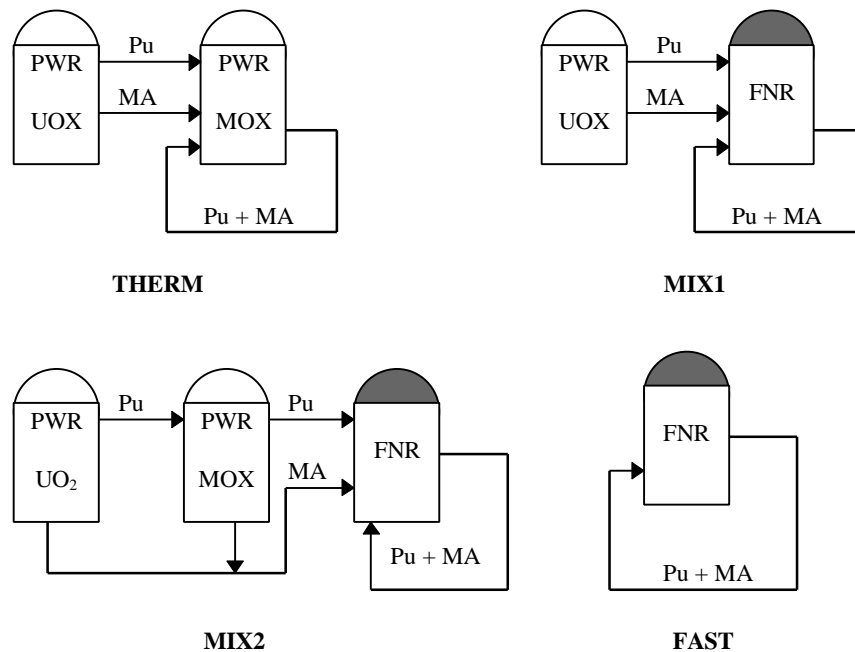 PWR
UOX
Pu
MA
PWR
MOX
Pu + MA
THERM
PWR
UOX
Pu
MA
FNR
Pu + MA
MIX1
PWR
UO₂
Pu
PWR
MOX
Pu
MA
FNR
Pu + MA
MIX2
FNR
Pu + MA
FAST